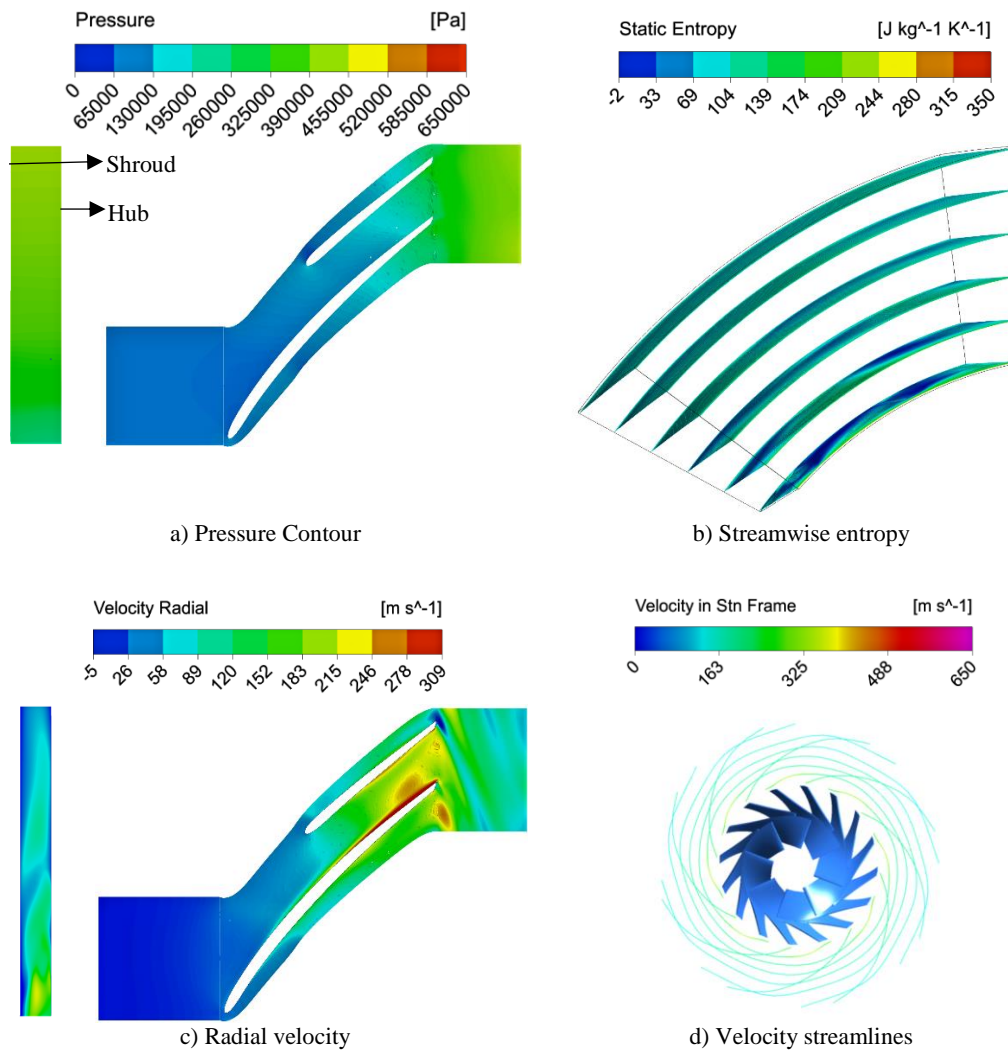 Pressure [Pa]
0 65000 130000 195000 260000 325000 390000 455000 520000 585000 650000
Shroud
Hub
a) Pressure Contour
Static Entropy [J kg^-1 K^-1]
-2 33 69 104 139 174 209 244 280 315 350
b) Streamwise entropy
Velocity Radial [m s^-1]
-5 26 58 89 120 152 183 215 246 278 309
c) Radial velocity
Velocity in Stn Frame [m s^-1]
0 163 325 488 650
d) Velocity streamlines